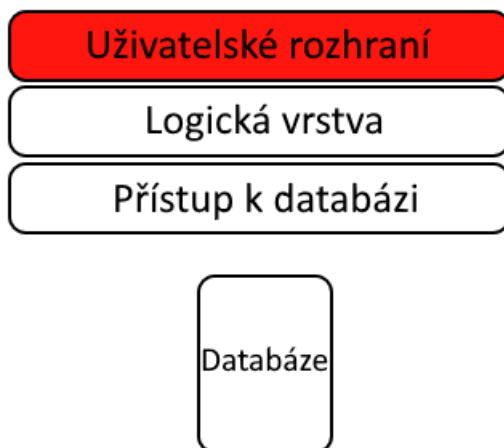 Uživatelské rozhraní
Logická vrstva
Přístup k databázi
Databáze